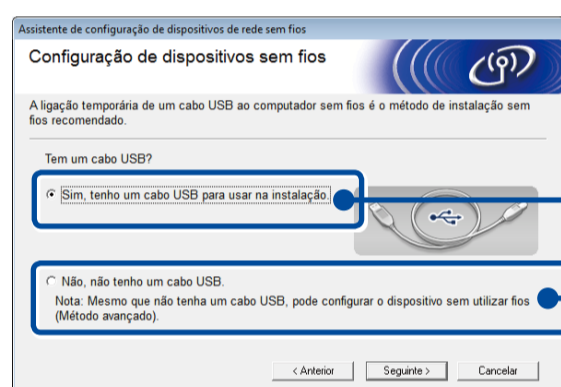 Assistente de configuração de dispositivos de rede sem fios
Configuração de dispositivos sem fios
A ligação temporária de um cabo USB ao computador sem fios é o método de instalação sem
fios recomendado.
Tem um cabo USB?
Sim, tenho um cabo USB para usar na instalação.
Não, não tenho um cabo USB.
Nota: Mesmo que não tenha um cabo USB, pode configurar o dispositivo sem utilizar fios
(Método avançado).
< Anterior
Seguinte >
Cancelar